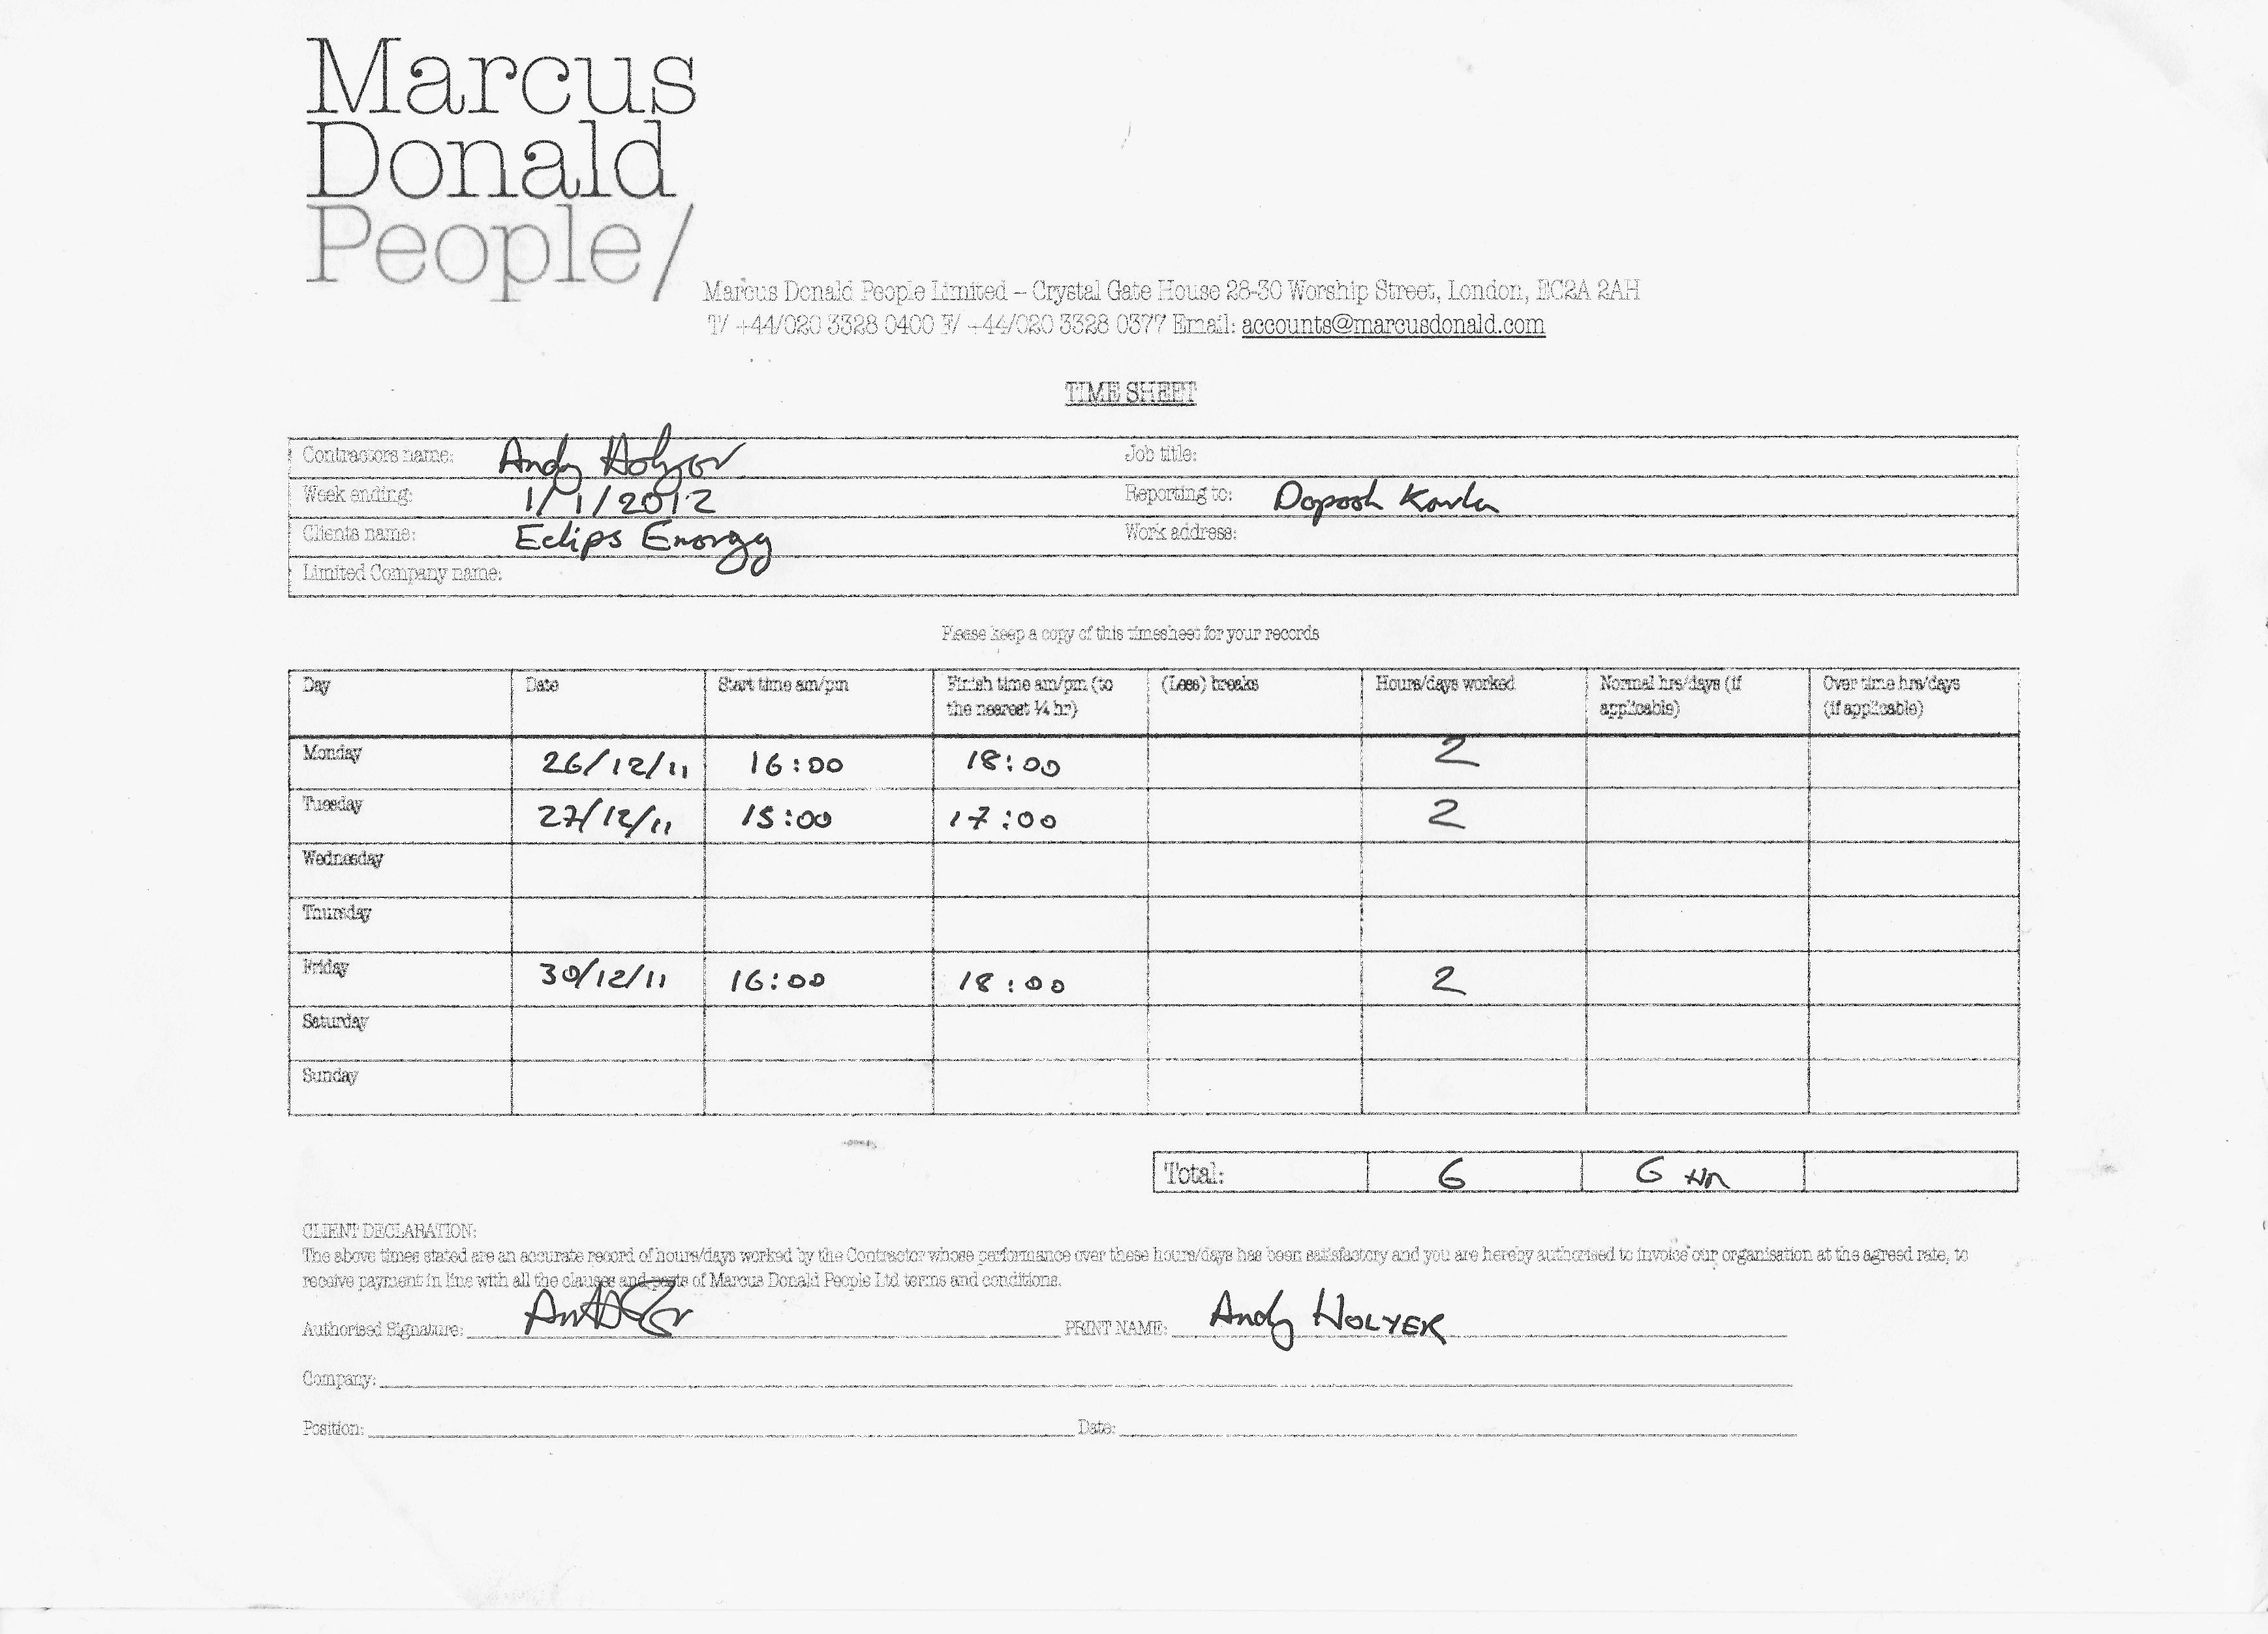 Marcus
Donald
People/
Marcus Donald People Limited – Crystal Gate House 28-30 Worship Street, London, EC2A 2AH
T/ +44/020 3328 0400 F/ +44/020 3328 0377 Email: accounts@marcusdonald.com
TIME SHEET
Contractors name: Andy Holyer Job title:
Week ending: 1/1/2012 Reporting to:
Clients name: Eclips Energy Work address:
Limited Company name:
Please keep a copy of this timesheet for your records
Day Date Start time am/pm Finish time am/pm (to the nearest ¼ hr) (Less) breaks Hours/days worked Normal hrs/days (if applicable) Over time hrs/days (if applicable)
Monday 26/12/11 16:00 18:00 2
Tuesday 27/12/11 15:00 17:00 2
Wednesday
Thursday
Friday 30/12/11 16:00 18:00 2
Saturday
Sunday
Total: 6 6 HR
CLIENT DECLARATION:
The above times stated are an accurate record of hours/days worked by the Contractor whose performance over these hours/days has been satisfactory and you are hereby authorised to invoice our organisation at the agreed rate, to
receive payment in line with all the clauses and parts of Marcus Donald People Ltd terms and conditions.
Authorised Signature: PRINT NAME: Andy HOLYER
Company:
Position: Date: